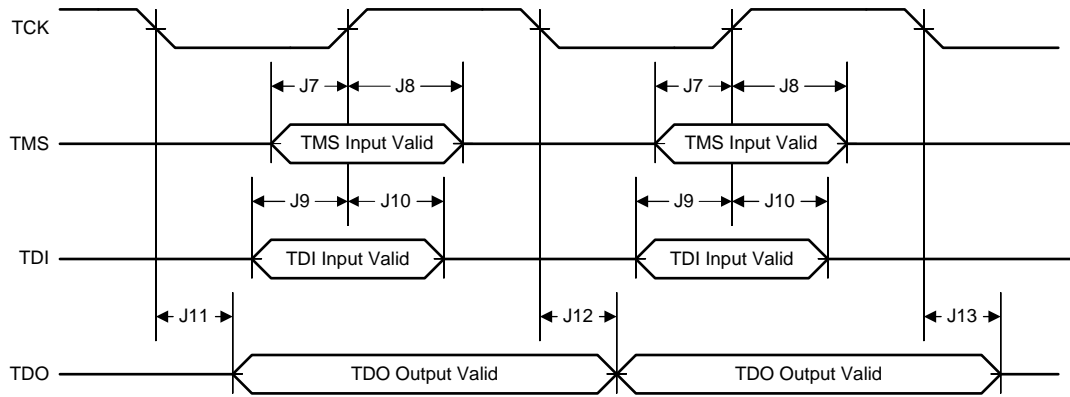 TCK
J7 J8 J7 J8
TMS TMS Input Valid TMS Input Valid
J9 J10 J9 J10
TDI TDI Input Valid TDI Input Valid
J11 J12 J13
TDO TDO Output Valid TDO Output Valid